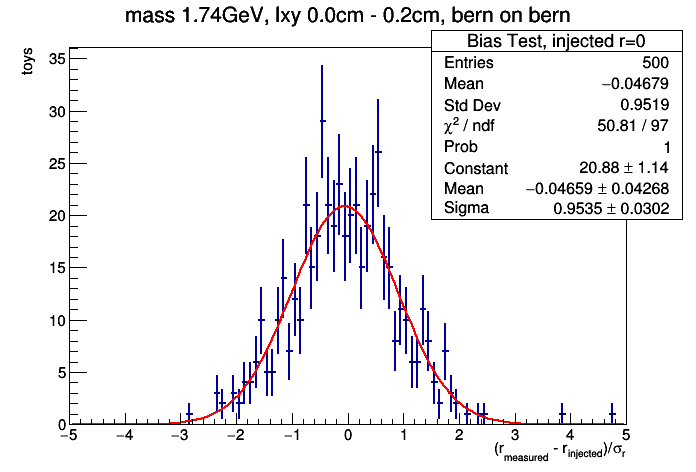 mass 1.74GeV, lxy 0.0cm - 0.2cm, bern on bern
Bias Test, injected r=0
Entries 500
Mean −0.04679
Std Dev 0.9519
χ² / ndf 50.81 / 97
Prob 1
Constant 20.88 ± 1.14
Mean −0.04659 ± 0.04268
Sigma 0.9535 ± 0.0302
toys
35
30
25
20
15
10
5
0
−5 −4 −3 −2 −1 0 1 2 3 4 5
(r_measured - r_injected)/σ_r